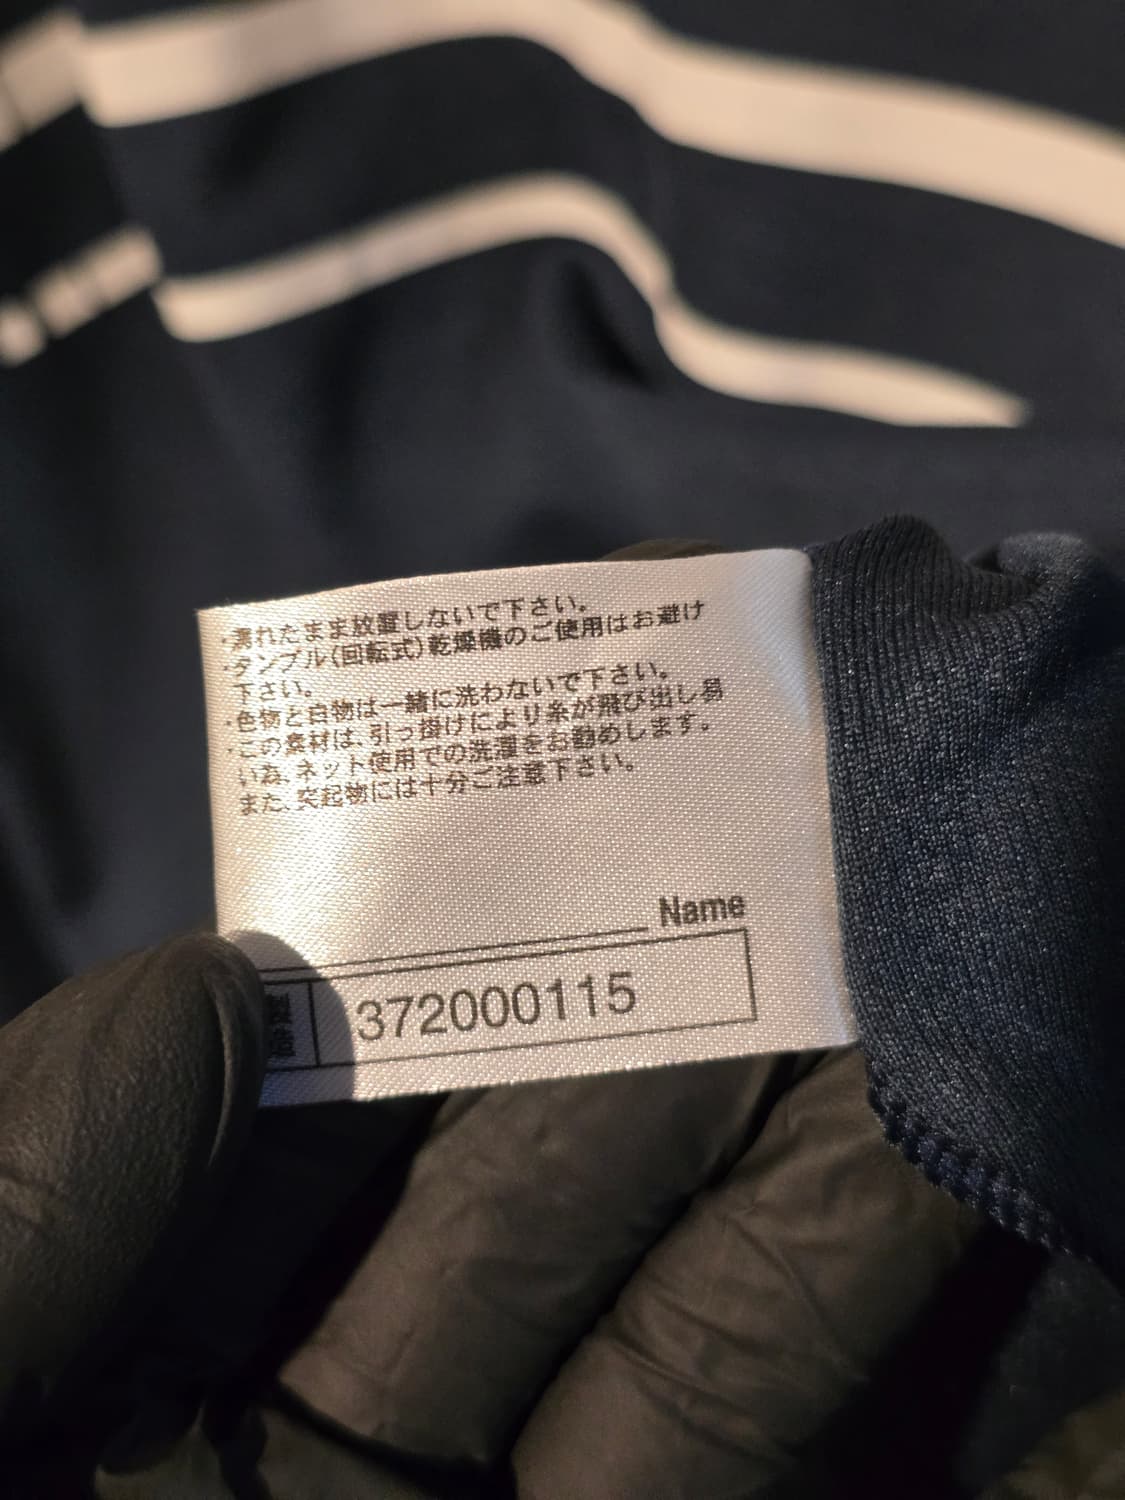 ・濡れたまま放置しないで下さい。
・タンブル(回転式)乾燥機のご使用はお避け
下さい。
・色物と白物は一緒に洗わないで下さい。
・この素材は、引っ掛けにより糸が飛び出し易
い為、ネット使用での洗濯をお勧めします。
また、突起物には十分ご注意下さい。
Name
372000115